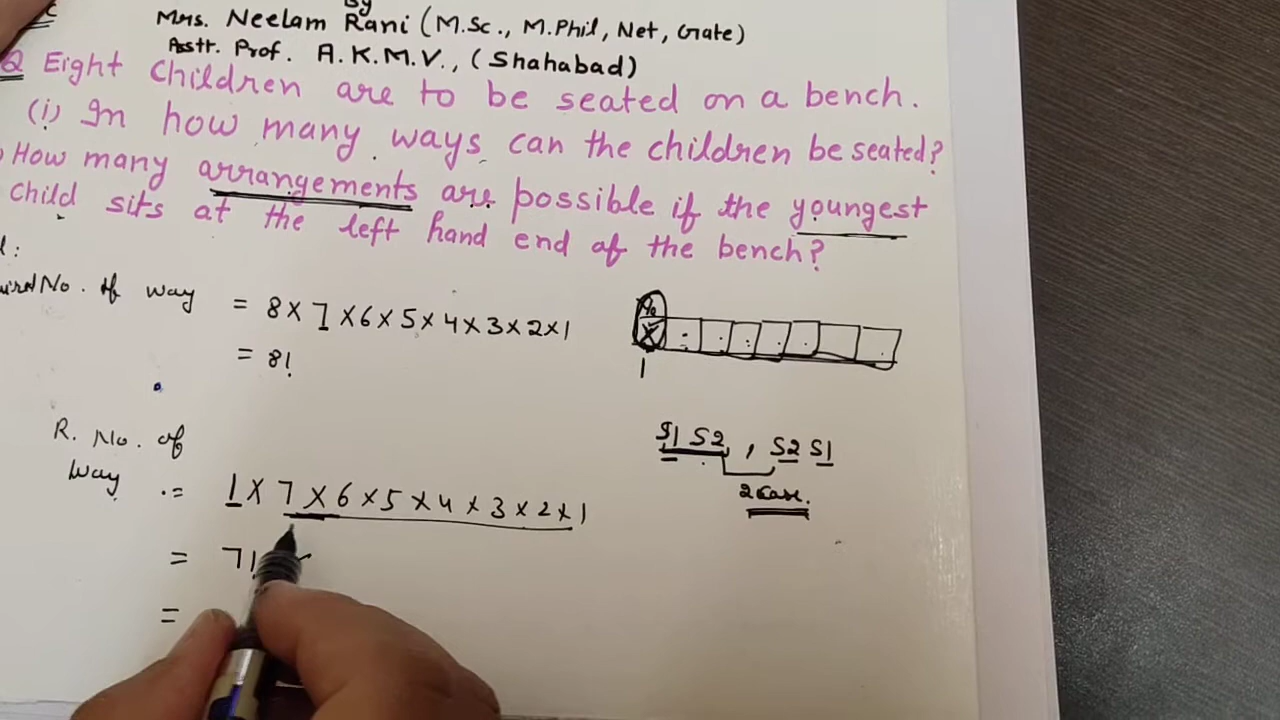 By
Mrs. Neelam Rani (M.Sc., M.Phil, Net, Gate)
Asstt. Prof. A.K.M.V., (Shahabad)
Q Eight Children are to be seated on a bench.
(i) In how many ways can the children be seated?
) How many arrangements are possible if the youngest
child sits at the left hand end of the bench?
l:
No. of way = 8×7×6×5×4×3×2×1
= 8!
1
R. No. of
way = 1×7×6×5×4×3×2×1
S1 S2, S2 S1
2 Case.
= 7!
=